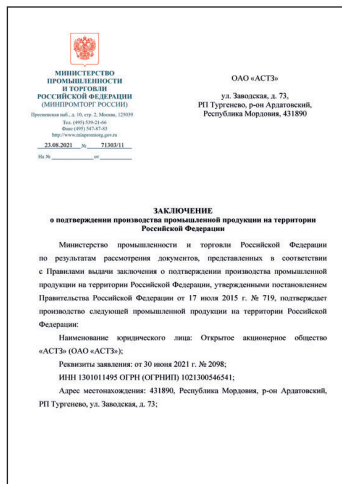 МИНИСТЕРСТВО
ПРОМЫШЛЕННОСТИ
И ТОРГОВЛИ
РОССИЙСКОЙ ФЕДЕРАЦИИ
(МИНПРОМТОРГ РОССИИ)
Пресненская наб., д. 10, стр. 2, Москва, 125039
Тел. (495) 539-21-66
Факс (495) 547-87-83
http://www.minpromtorg.gov.ru
23.08.2021 № 71303/11
На № от
ОАО «АСТЗ»
ул. Заводская, д. 73,
РП Тургенево, р-он Ардатовский,
Республика Мордовия, 431890
ЗАКЛЮЧЕНИЕ
о подтверждении производства промышленной продукции на территории
Российской Федерации
Министерство промышленности и торговли Российской Федерации
по результатам рассмотрения документов, представленных в соответствии
с Правилами выдачи заключения о подтверждении производства промышленной
продукции на территории Российской Федерации, утвержденными постановлением
Правительства Российской Федерации от 17 июля 2015 г. № 719, подтверждает
производство следующей промышленной продукции на территории Российской
Федерации:
Наименование юридического лица: Открытое акционерное общество
«АСТЗ» (ОАО «АСТЗ»);
Реквизиты заявления: от 30 июня 2021 г. № 2098;
ИНН 1301011495 ОГРН (ОГРНИП) 1021300546541;
Адрес местонахождения: 431890, Республика Мордовия, р-он Ардатовский,
РП Тургенево, ул. Заводская, д. 73;